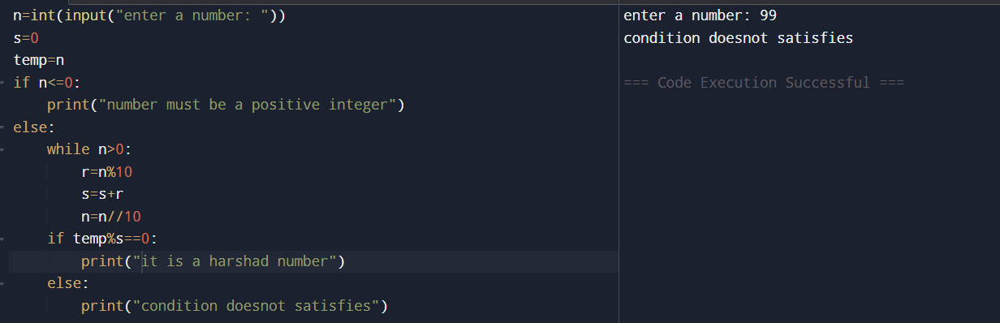 n=int(input("enter a number: "))
s=0
temp=n
if n<=0:
    print("number must be a positive integer")
else:
    while n>0:
        r=n%10
        s=s+r
        n=n//10
    if temp%s==0:
        print("it is a harshad number")
    else:
        print("condition doesnot satisfies")
enter a number: 99
condition doesnot satisfies
=== Code Execution Successful ===